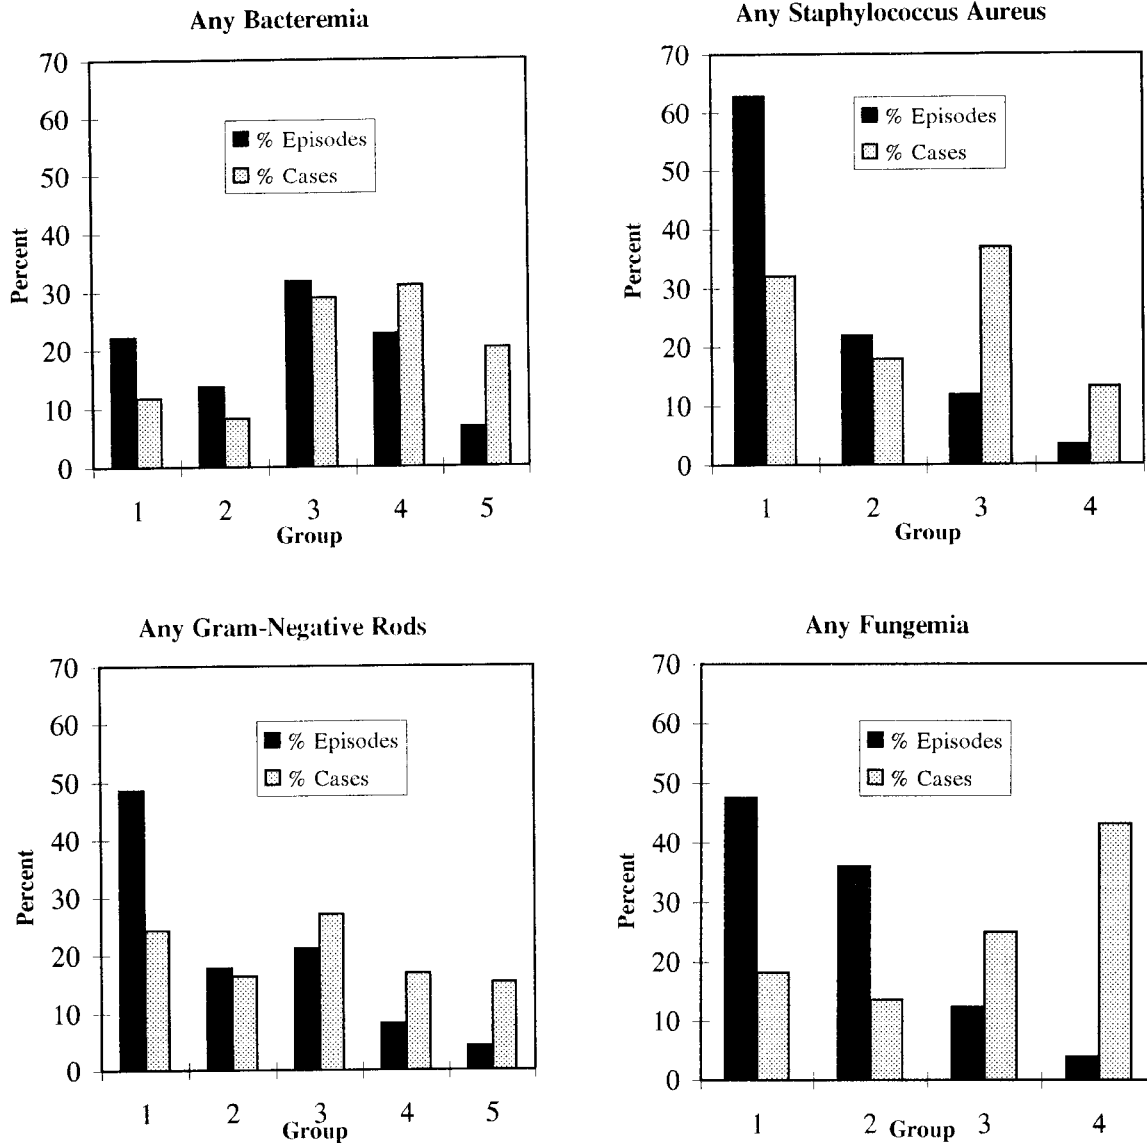 Any Bacteremia
70
60
50
40
30
20
10
0
Percent
% Episodes
% Cases
1 2 3 4 5
Group
Any Staphylococcus Aureus
70
60
50
40
30
20
10
0
Percent
% Episodes
% Cases
1 2 3 4
Group
Any Gram-Negative Rods
70
60
50
40
30
20
10
0
Percent
% Episodes
% Cases
1 2 3 4 5
Group
Any Fungemia
70
60
50
40
30
20
10
0
Percent
% Episodes
% Cases
1 2 3 4
Group